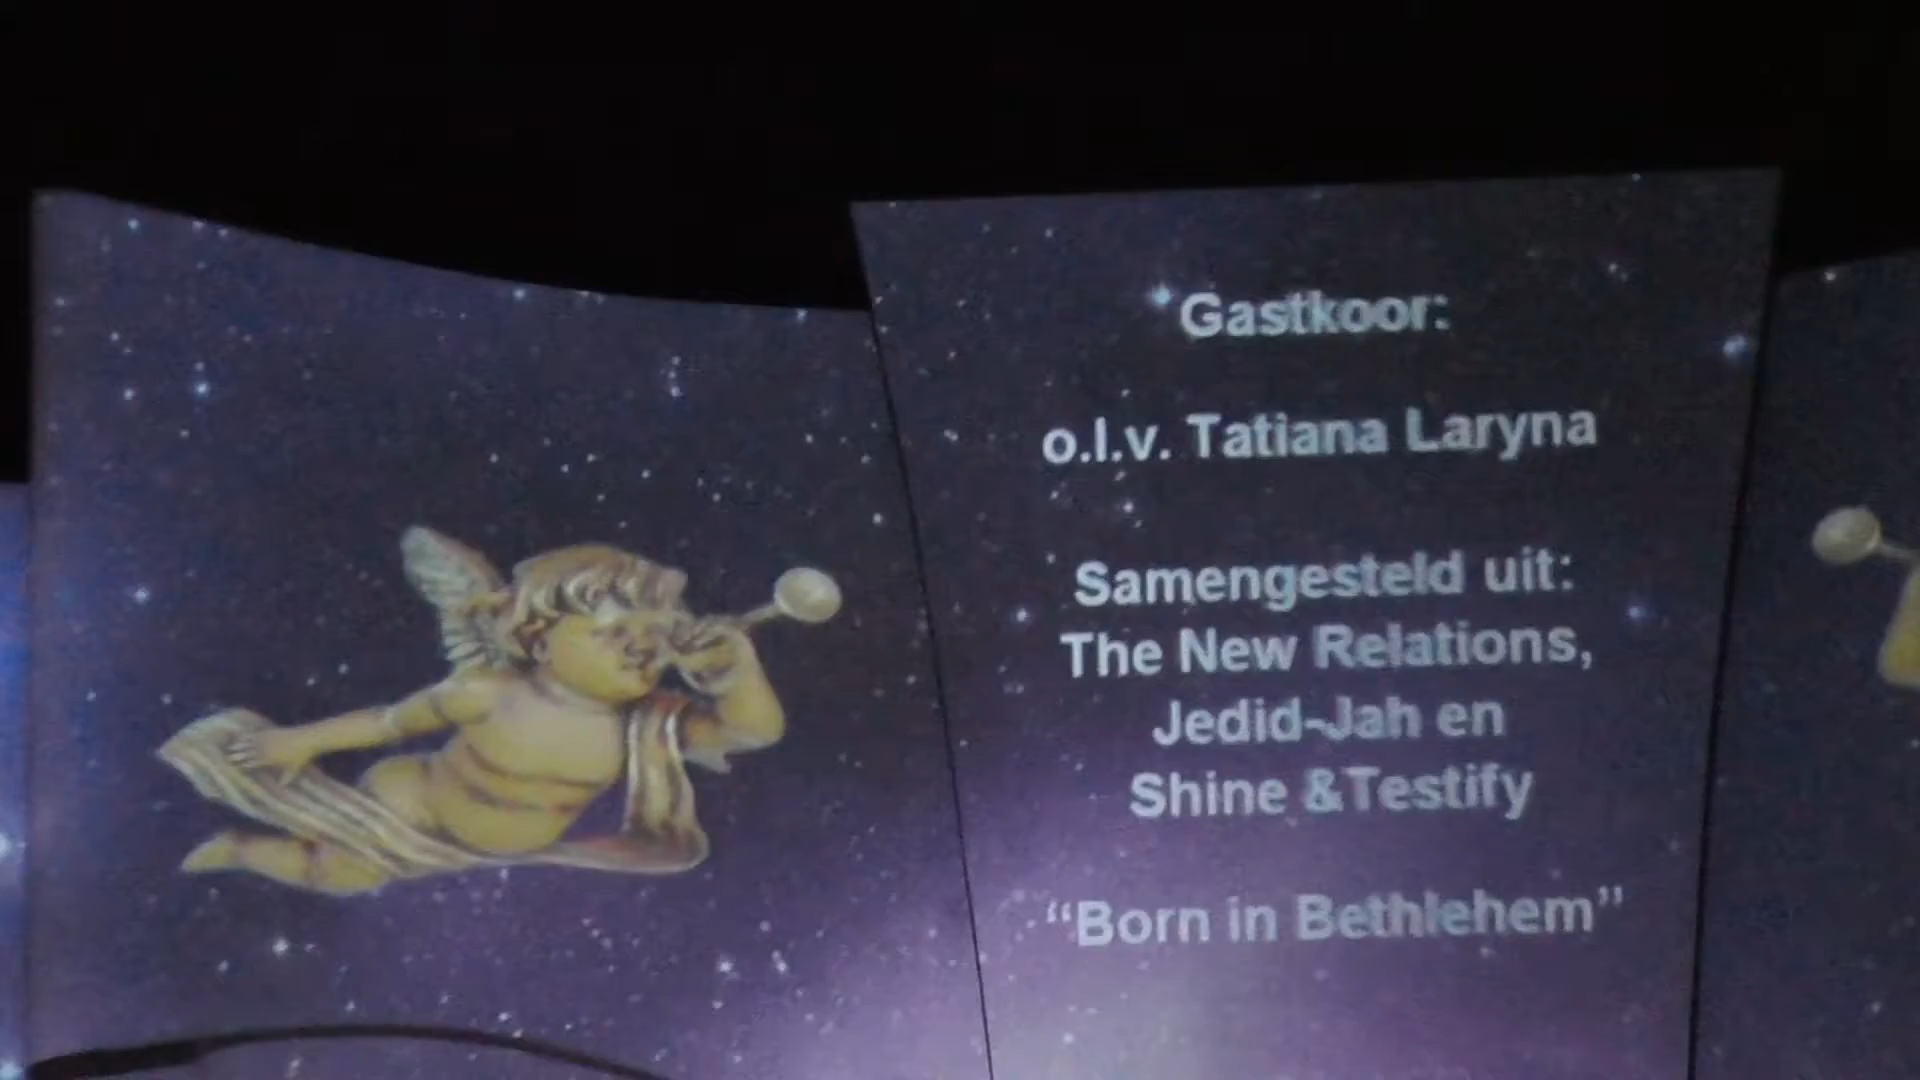 Gastkoor:
o.l.v. Tatiana Laryna
Samengesteld uit:
The New Relations,
Jedid-Jah en
Shine &Testify
“Born in Bethlehem”